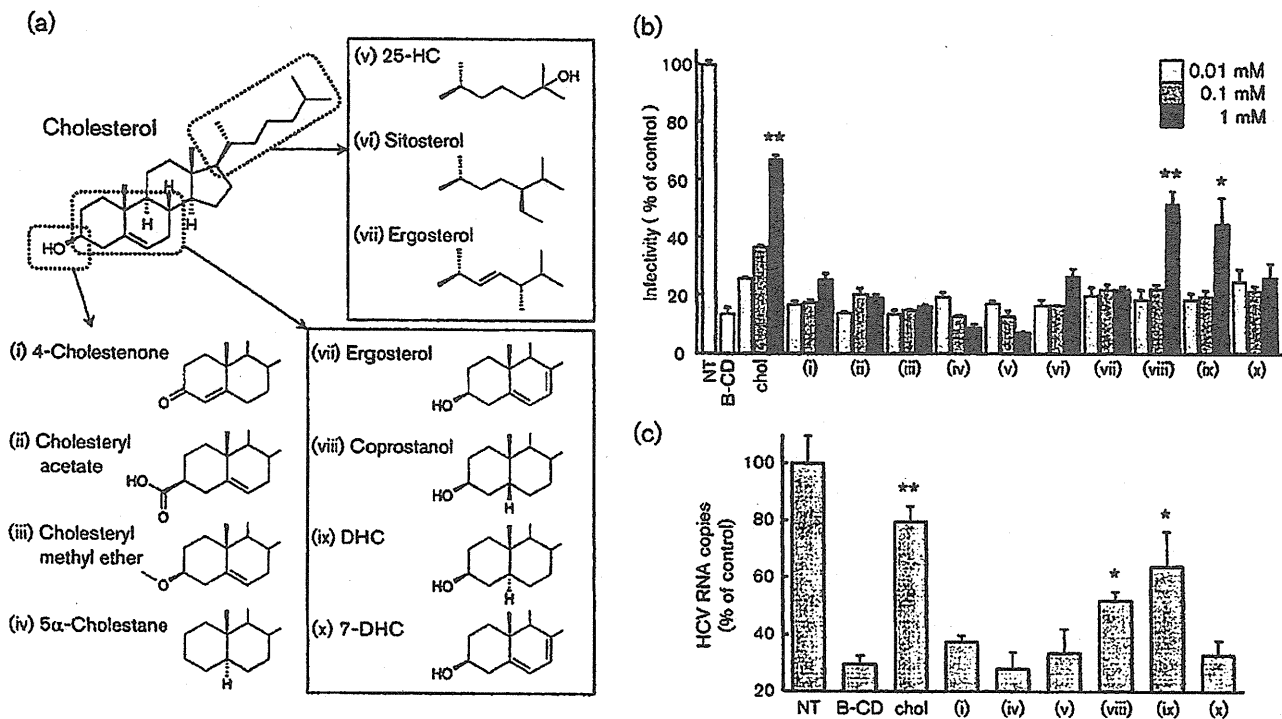 (a)
Cholesterol
HO
H
H
H
(v) 25-HC
OH
(vi) Sitosterol
(vii) Ergosterol
(i) 4-Cholestenone
O
(ii) Cholesteryl
acetate
HO
O
(iii) Cholesteryl
methyl ether
O
(iv) 5α-Cholestane
H
(vii) Ergosterol
HO
(viii) Coprostanol
HO
H
(ix) DHC
HO
H
(x) 7-DHC
HO
(b)
Infectivity ( % of control)
100
80
60
40
20
0
0.01 mM
0.1 mM
1 mM
**
**
*
NT
B-CD
chol
(i)
(ii)
(iii)
(iv)
(v)
(vi)
(vii)
(viii)
(ix)
(x)
(c)
HCV RNA copies
(% of control)
100
80
60
40
20
**
*
*
NT
B-CD
chol
(i)
(iv)
(v)
(viii)
(ix)
(x)